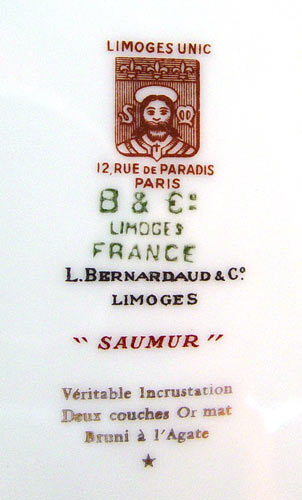 LIMOGES UNIC
S M
12, RUE DE PARADIS
PARIS
B & Co
LIMOGES
FRANCE
L. BERNARDAUD & Co
LIMOGES
" SAUMUR "
Véritable Incrustation
Deux couches Or mat
Bruni à l'Agate